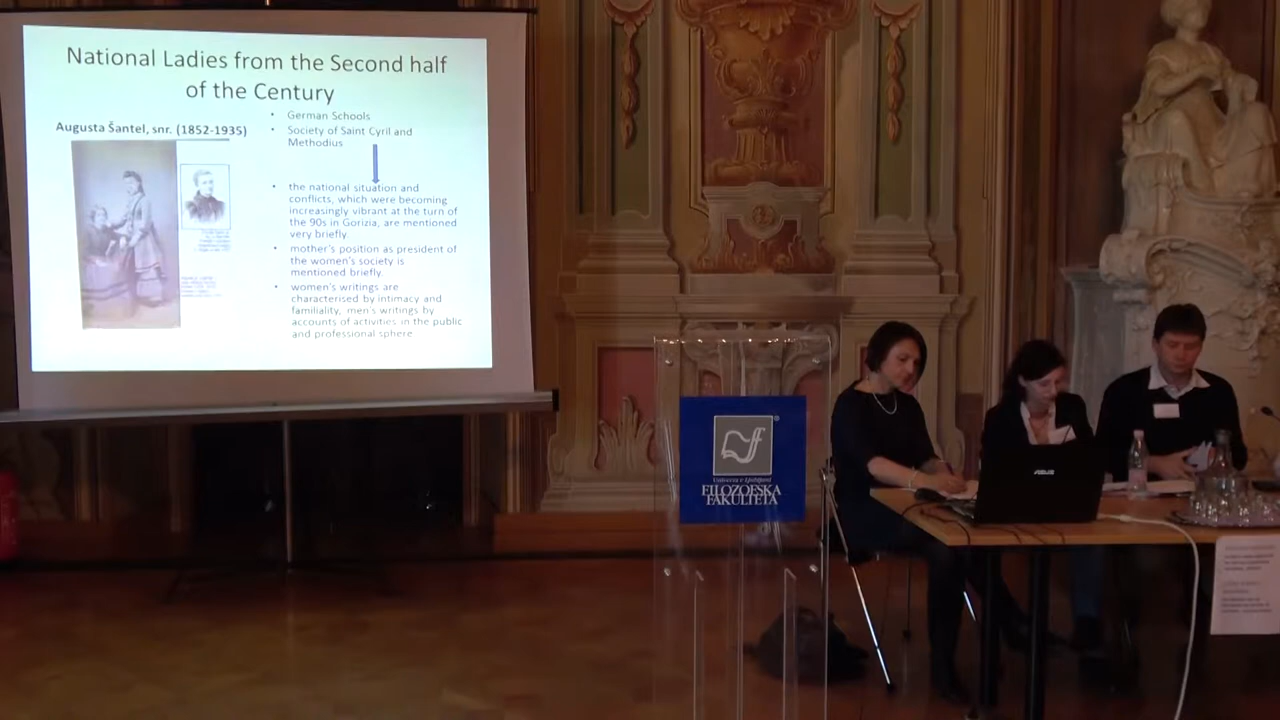 National Ladies from the Second half
of the Century
Augusta Šantel, snr. (1852-1935)
• German Schools
• Society of Saint Cyril and
Methodius
• the national situation and
conflicts, which were becoming
increasingly vibrant at the turn of
the 90s in Gorizia, are mentioned
very briefly
• mother's position as president of
the women's society is
mentioned briefly.
• women's writings are
characterised by intimacy and
familiality, men's writings by
accounts of activities in the public
and professional sphere
Univerza v Ljubljani
FILOZOFSKA
FAKULTETA
ASUS